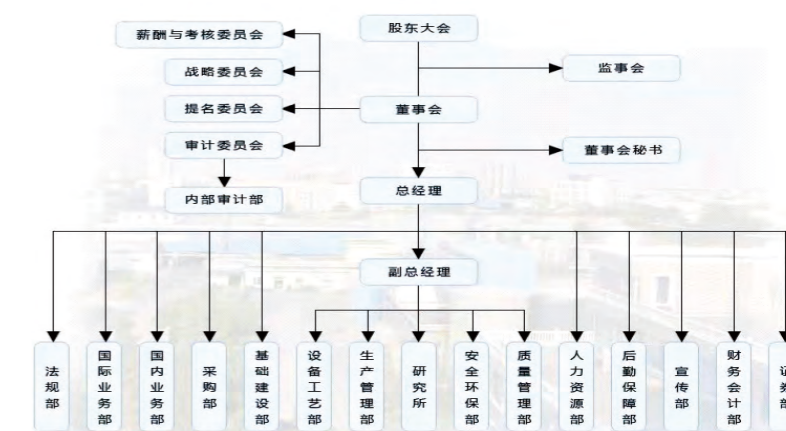 股东大会
薪酬与考核委员会
战略委员会
监事会
提名委员会
董事会
审计委员会
董事会秘书
内部审计部
总经理
副总经理
法规部
国际业务部
国内业务部
采购部
基础建设部
设备工艺部
生产管理部
研究所
安全环保部
质量管理部
人力资源部
后勤保障部
宣传部
财务会计部